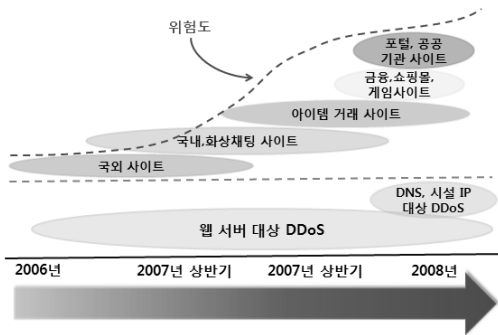 위험도
포털, 공공
기관 사이트
금융,쇼핑몰,
게임사이트
아이템 거래 사이트
국내,화상채팅 사이트
국외 사이트
DNS, 시설 IP
대상 DDoS
웹 서버 대상 DDoS
2006년 2007년 상반기 2007년 상반기 2008년